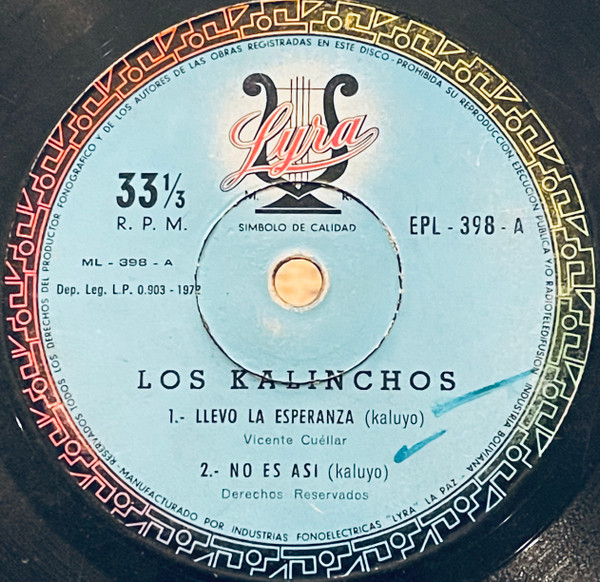 RESERVADOS TODOS LOS DERECHOS DEL PRODUCTOR FONOGRAFICO Y DE LOS AUTORES DE LAS OBRAS REGISTRADAS EN ESTE DISCO - PROHIBIDA SU REPRODUCCION EJECUCION PUBLICA Y/O RADIOTELEDIFUSION INDUSTRIA BOLIVIANA
Lyra
M. R.
SIMBOLO DE CALIDAD
33 1/3
R. P. M.
EPL - 398 - A
ML - 398 - A
Dep. Leg. L.P. 0.903 - 1972
LOS KALINCHOS
1.- LLEVO LA ESPERANZA (kaluyo)
Vicente Cuéllar
2.- NO ES ASI (kaluyo)
Derechos Reservados
MANUFACTURADO POR INDUSTRIAS FONOELECTRICAS "LYRA" LA PAZ -